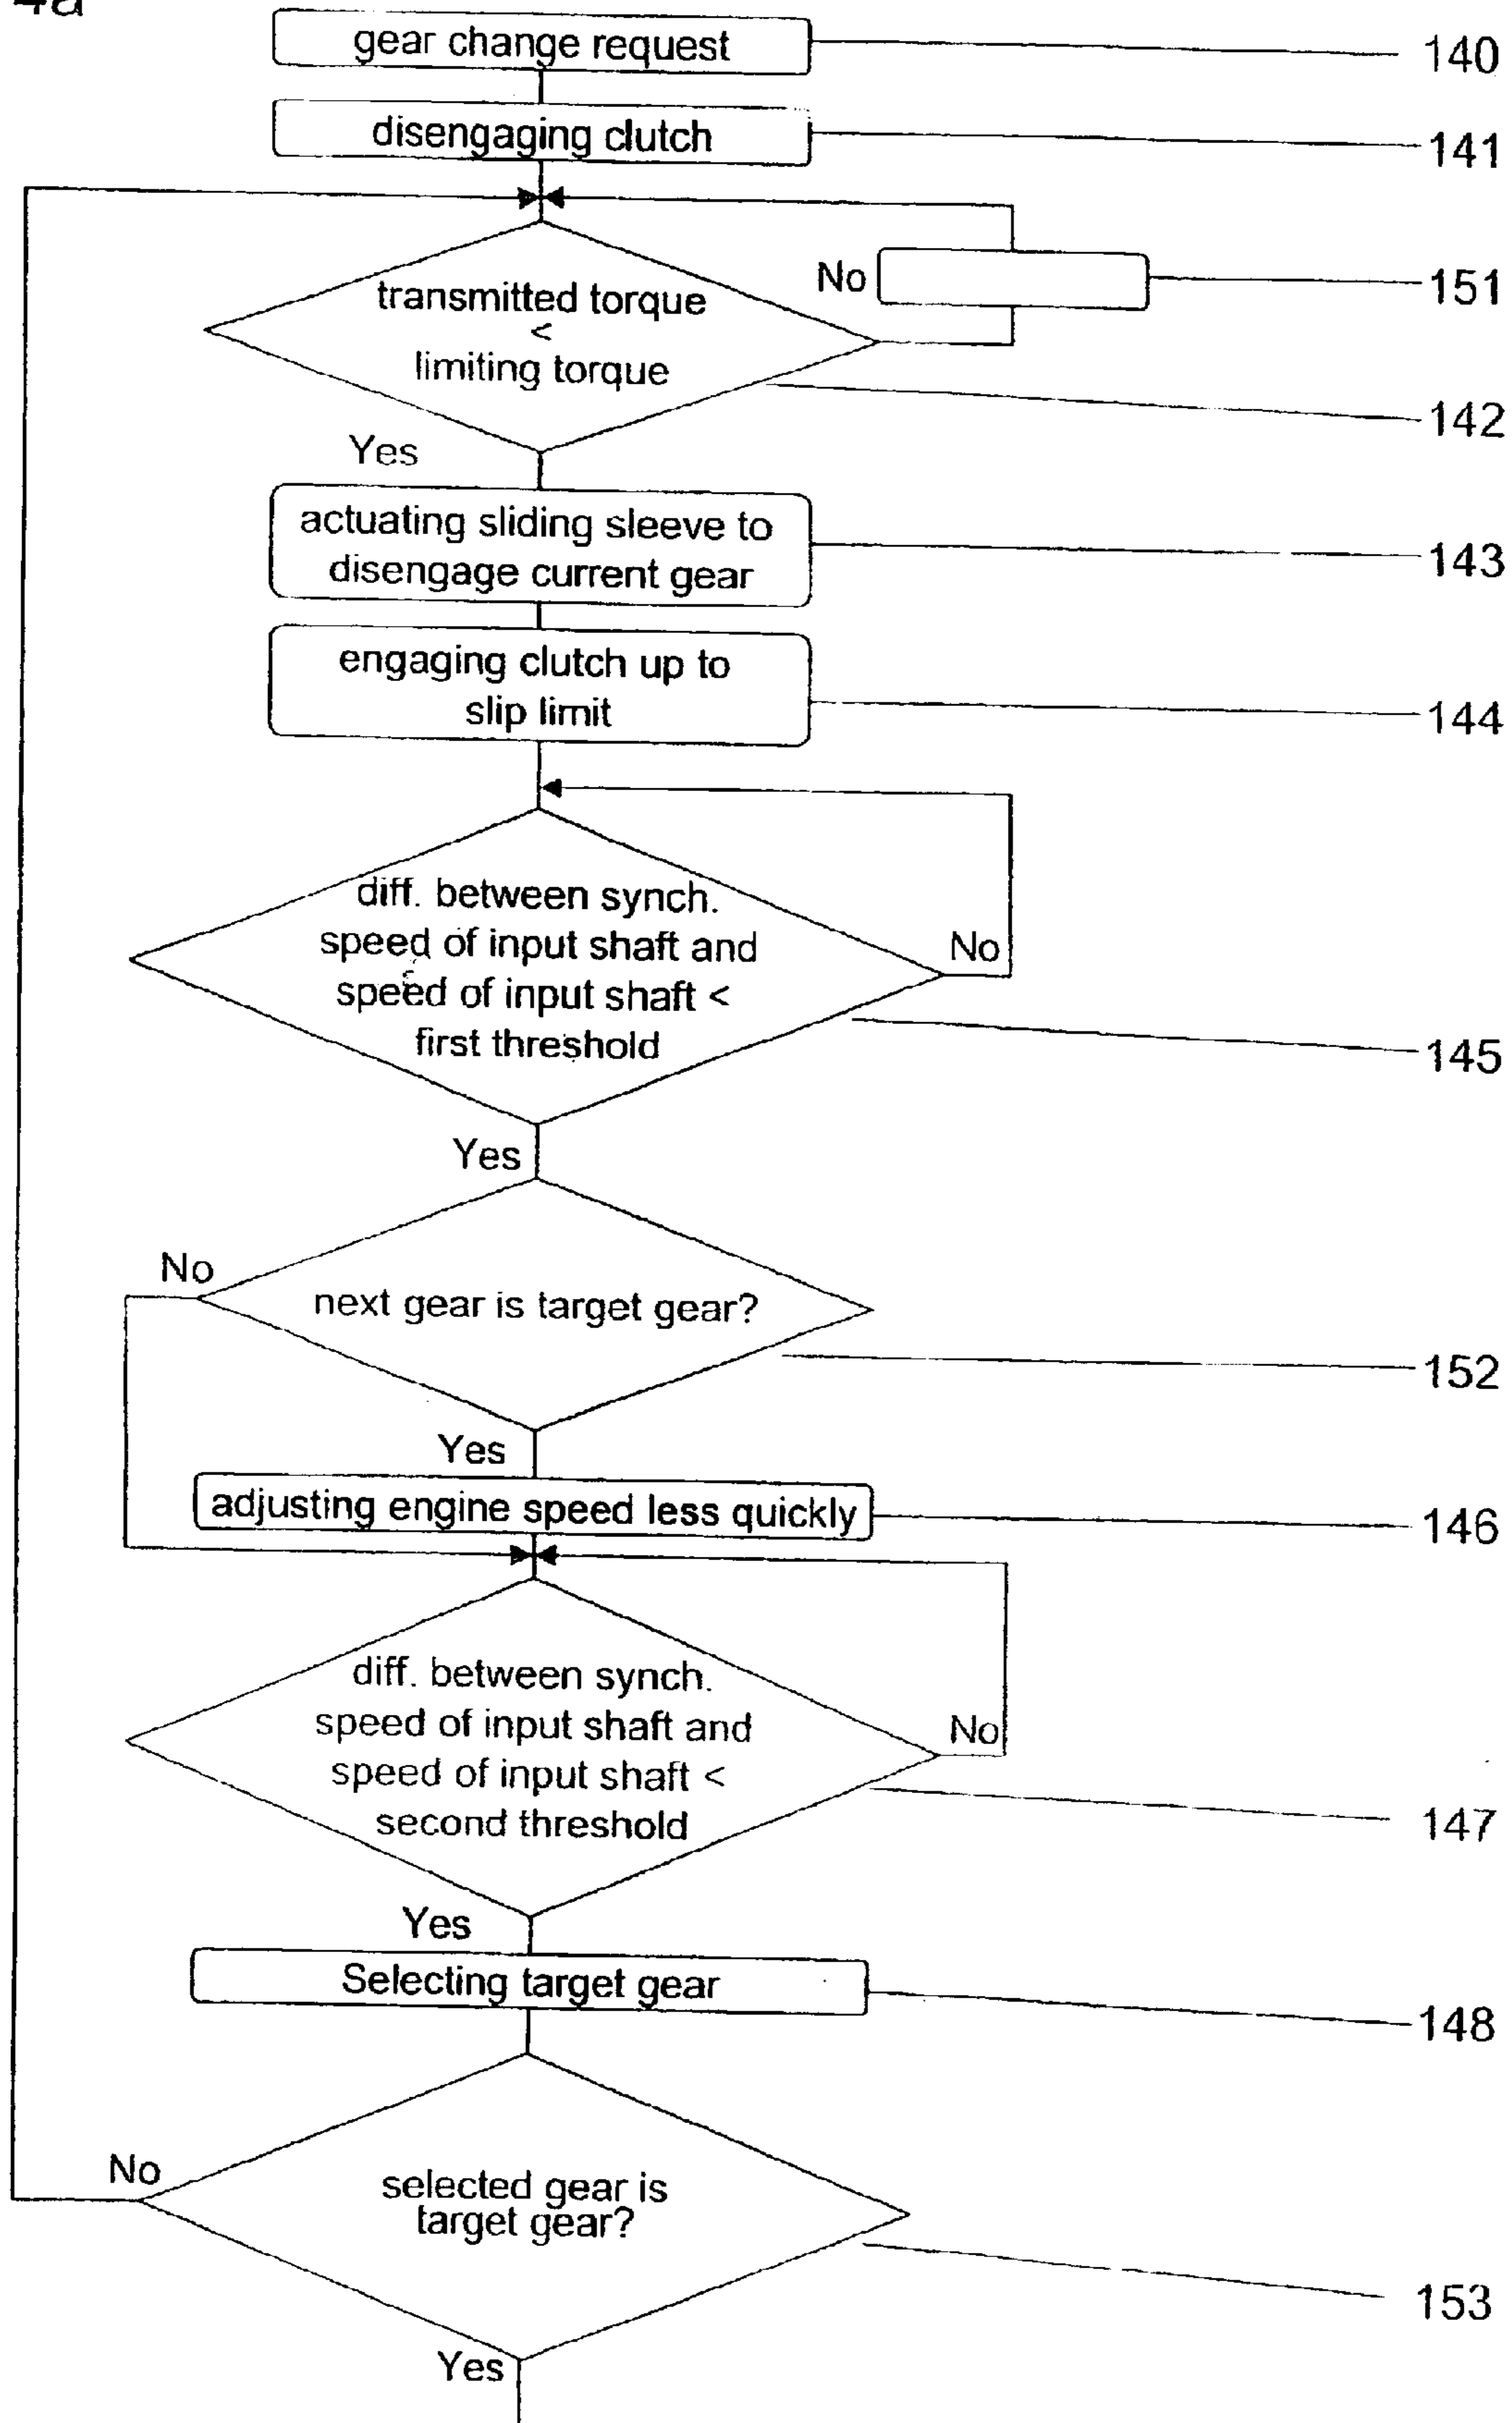 4a
gear change request
140
disengaging clutch
141
No
151
transmitted torque
<
limiting torque
142
Yes
actuating sliding sleeve to
disengage current gear
143
engaging clutch up to
slip limit
144
diff. between synch.
speed of input shaft and
speed of input shaft <
first threshold
No
145
Yes
No
next gear is target gear?
152
Yes
adjusting engine speed less quickly
146
diff. between synch.
speed of input shaft and
speed of input shaft <
second threshold
No
147
Yes
Selecting target gear
148
No
selected gear is
target gear?
153
Yes